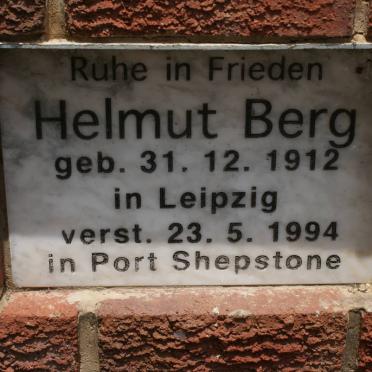 Ruhe in Frieden
Helmut Berg
geb. 31. 12. 1912
in Leipzig
verst. 23. 5. 1994
in Port Shepstone